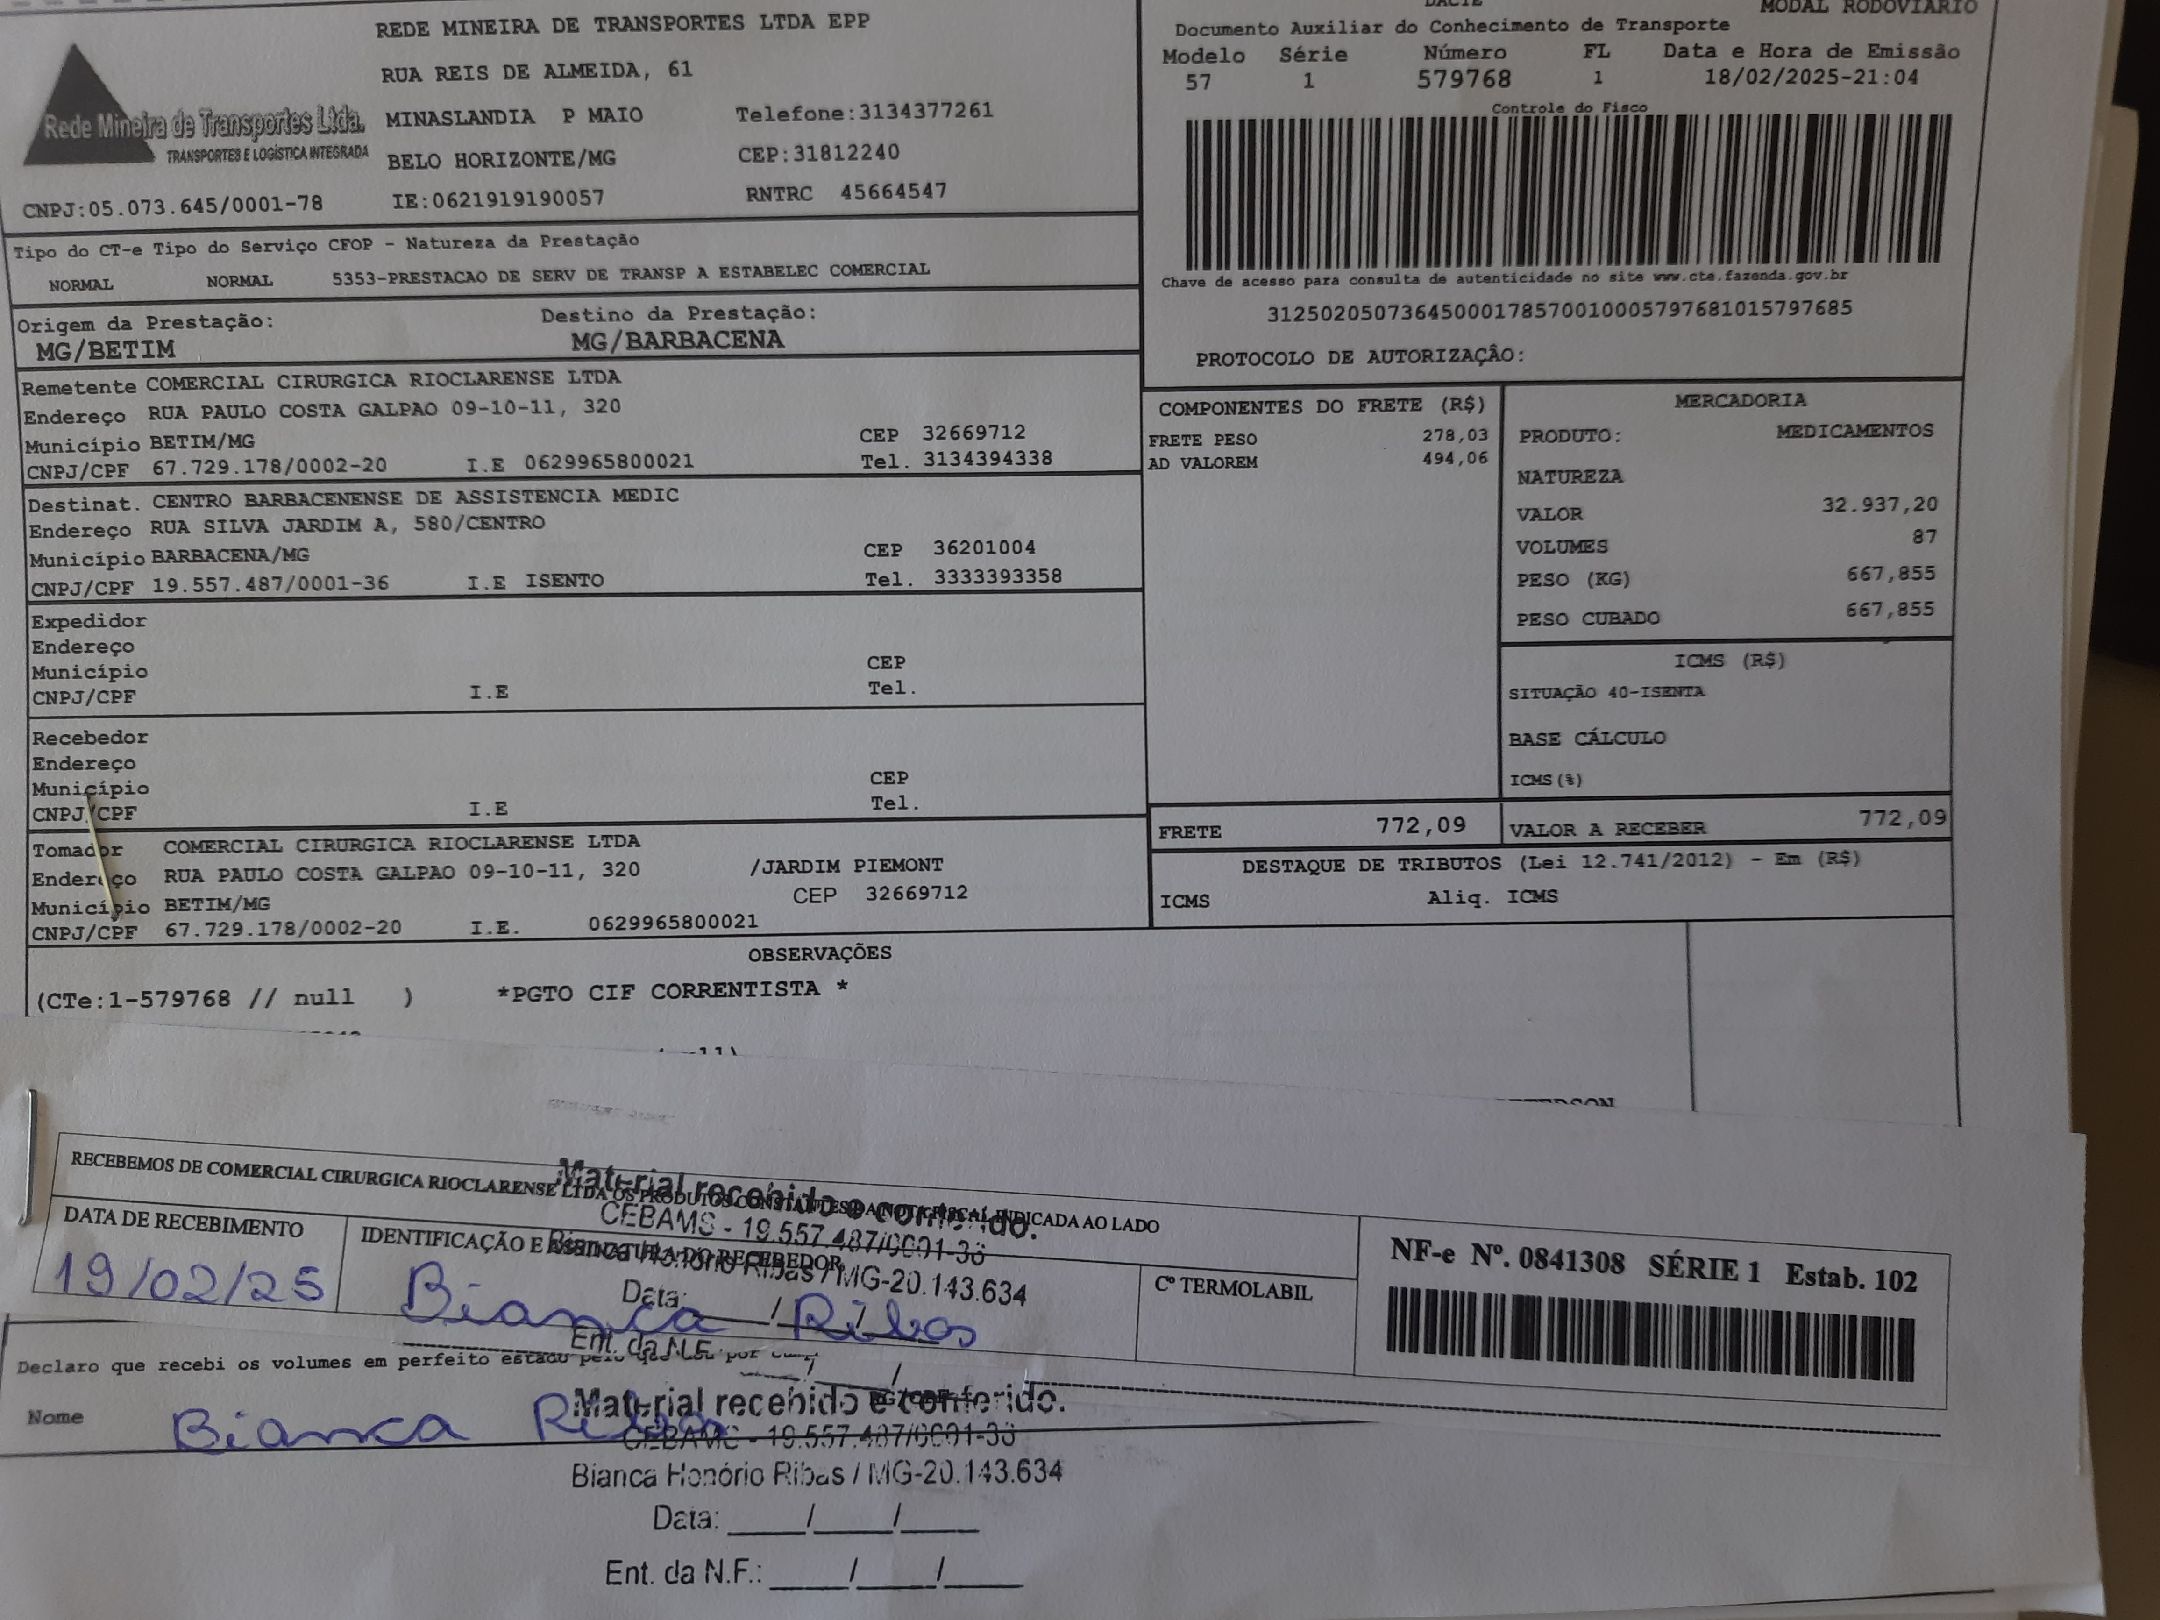 DACTE
MODAL RODOVIARIO
REDE MINEIRA DE TRANSPORTES LTDA EPP
RUA REIS DE ALMEIDA, 61
MINASLANDIA P MAIO Telefone:3134377261
Rede Mineira de Transportes Ltda.
TRANSPORTES E LOGÍSTICA INTEGRADA
BELO HORIZONTE/MG CEP:31812240
CNPJ:05.073.645/0001-78 IE:0621919190057 RNTRC 45664547
Documento Auxiliar do Conhecimento de Transporte
Modelo Série Número FL Data e Hora de Emissão
57 1 579768 1 18/02/2025-21:04
Controle do Fisco
Chave de acesso para consulta de autenticidade no site www.cte.fazenda.gov.br
31250205073645000178570010005797681015797685
PROTOCOLO DE AUTORIZAÇÂO:
Tipo do CT-e Tipo do Serviço CFOP - Natureza da Prestação
NORMAL NORMAL 5353-PRESTACAO DE SERV DE TRANSP A ESTABELEC COMERCIAL
Origem da Prestação: Destino da Prestação:
MG/BETIM MG/BARBACENA
Remetente COMERCIAL CIRURGICA RIOCLARENSE LTDA
Endereço RUA PAULO COSTA GALPAO 09-10-11, 320
Município BETIM/MG CEP 32669712
CNPJ/CPF 67.729.178/0002-20 I.E 0629965800021 Tel. 3134394338
Destinat. CENTRO BARBACENENSE DE ASSISTENCIA MEDIC
Endereço RUA SILVA JARDIM A, 580/CENTRO
Município BARBACENA/MG CEP 36201004
CNPJ/CPF 19.557.487/0001-36 I.E ISENTO Tel. 3333393358
Expedidor
Endereço
Município CEP
CNPJ/CPF I.E Tel.
Recebedor
Endereço
Município CEP
CNPJ/CPF I.E Tel.
Tomador COMERCIAL CIRURGICA RIOCLARENSE LTDA
Endereço RUA PAULO COSTA GALPAO 09-10-11, 320 /JARDIM PIEMONT
Município BETIM/MG CEP 32669712
CNPJ/CPF 67.729.178/0002-20 I.E. 0629965800021
COMPONENTES DO FRETE (R$)
FRETE PESO 278,03
AD VALOREM 494,06
MERCADORIA
PRODUTO: MEDICAMENTOS
NATUREZA
VALOR 32.937,20
VOLUMES 87
PESO (KG) 667,855
PESO CUBADO 667,855
ICMS (R$)
SITUAÇÃO 40-ISENTA
BASE CÁLCULO
ICMS(%)
FRETE 772,09 VALOR A RECEBER 772,09
DESTAQUE DE TRIBUTOS (Lei 12.741/2012) - Em (R$)
ICMS Aliq. ICMS
OBSERVAÇÕES
(CTe:1-579768 // null ) *PGTO CIF CORRENTISTA *
RECEBEMOS DE COMERCIAL CIRURGICA RIOCLARENSE LTDA OS PRODUTOS CONSTANTES DA NOTA FISCAL INDICADA AO LADO
Material recebido e conferido.
CEBAMS - 19.557.487/0001-36
DATA DE RECEBIMENTO IDENTIFICAÇÃO E ASSINATURA DO RECEBEDOR
Bianca Honório Ribas / MG-20.143.634
C° TERMOLABIL
NF-e Nº. 0841308 SÉRIE 1 Estab. 102
19/02/25 Bianca Ribas
Data: / /
Ent. da N.F. / /
Declaro que recebi os volumes em perfeito estado pelo que dou por
Nome Bianca Ribas
Material recebido e conferido.
CEBAMS - 19.557.487/0001-36
Bianca Honório Ribas / MG-20.143.634
Data: ____/____/____
Ent. da N.F.: ____/____/____